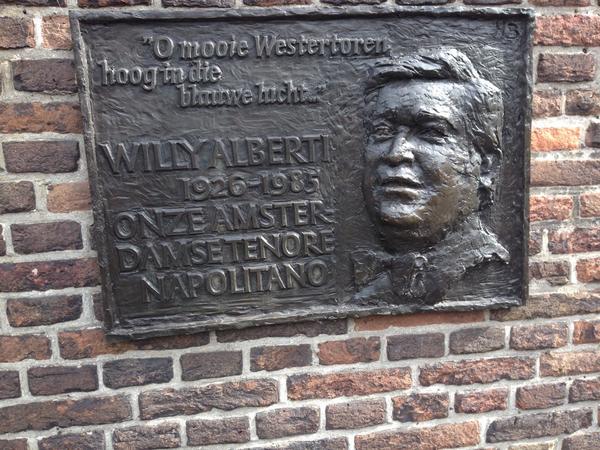 "O mooie Westertoren
hoog in die
blauwe lucht..."
WILLY ALBERTI
1926-1985
ONZE AMSTER-
DAMSE TENORE
NAPOLITANO